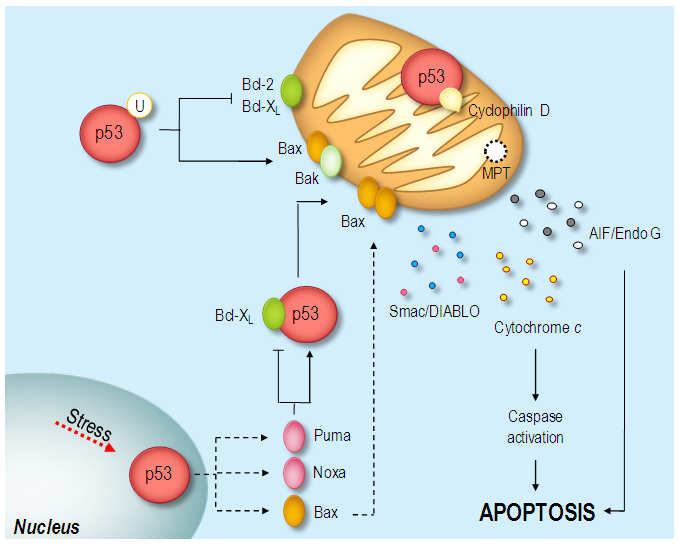 Bcl-2
Bcl-XL
U
p53
p53
Cyclophilin D
Bax
Bak
MPT
Bax
AIF/Endo G
Smac/DIABLO
Cytochrome c
Bcl-XL
p53
Stress
p53
Puma
Noxa
Bax
Caspase
activation
APOPTOSIS
Nucleus